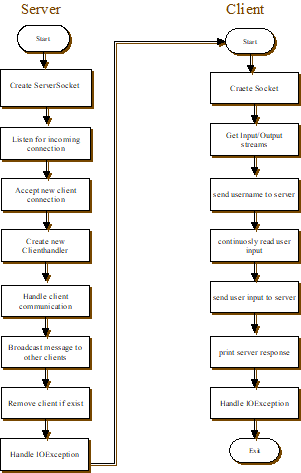 Server
Start
Create ServerSocket
Listen for incoming
connection
Accept new client
connection
Create new
Clienthandler
Handle client
communication
Broadcast message to
other clients
Remove client if exist
Handle IOException
Client
Start
Craete Socket
Get Input/Output
streams
send username to server
continuosly read user
input
send user input to server
print server response
Handle IOException
Exit